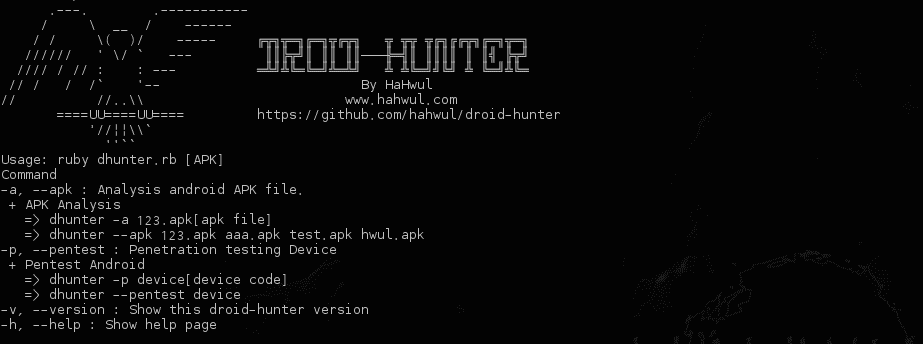 DROID-HUNTER
By HaHwul
www.hahwul.com
https://github.com/hahwul/droid-hunter
====UU====UU====
Usage: ruby dhunter.rb [APK]
Command
-a, --apk : Analysis android APK file.
+ APK Analysis
=> dhunter -a 123.apk[apk file]
=> dhunter --apk 123.apk aaa.apk test.apk hwul.apk
-p, --pentest : Penetration testing Device
+ Pentest Android
=> dhunter -p device[device code]
=> dhunter --pentest device
-v, --version : Show this droid-hunter version
-h, --help : Show help page